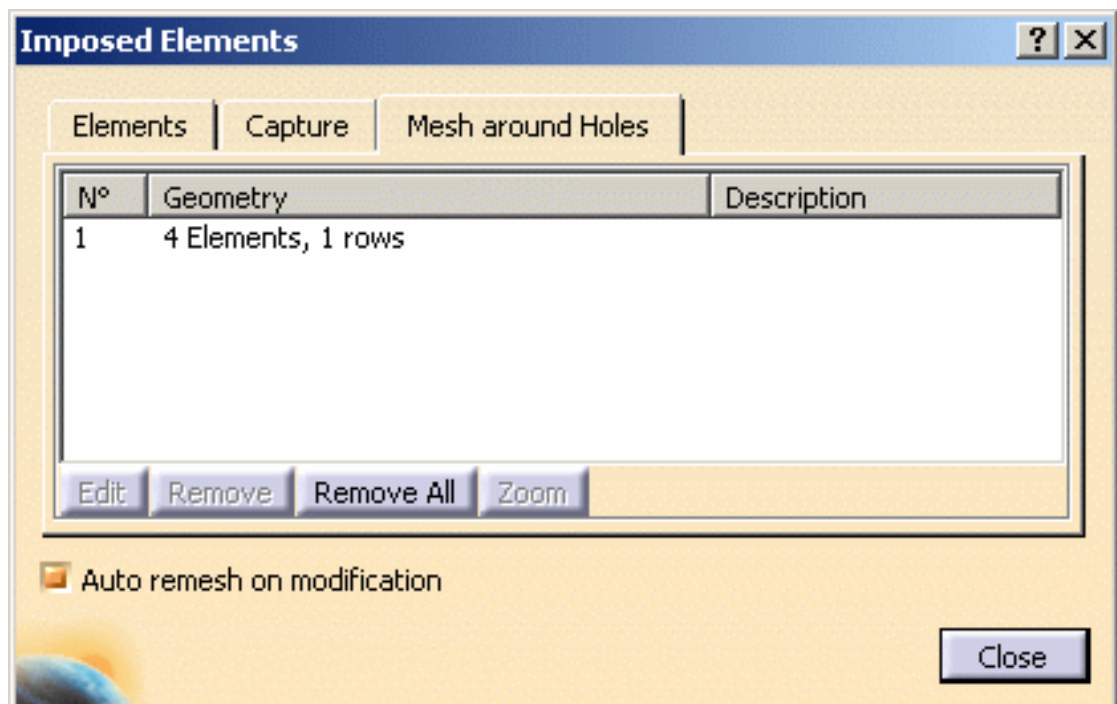 Imposed Elements
Elements Capture Mesh around Holes
Nº Geometry Description
1 4 Elements, 1 rows
Edit Remove Remove All Zoom
Auto remesh on modification
Close